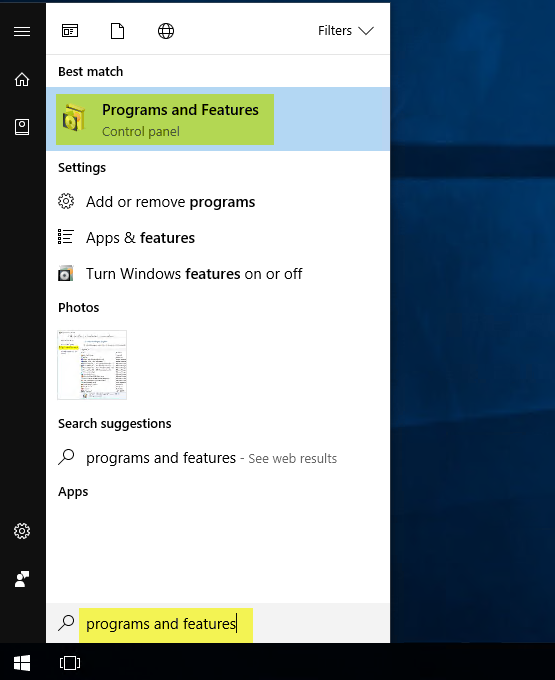 Filters
Best match
Programs and Features
Control panel
Settings
Add or remove programs
Apps & features
Turn Windows features on or off
Photos
Search suggestions
programs and features - See web results
Apps
programs and features